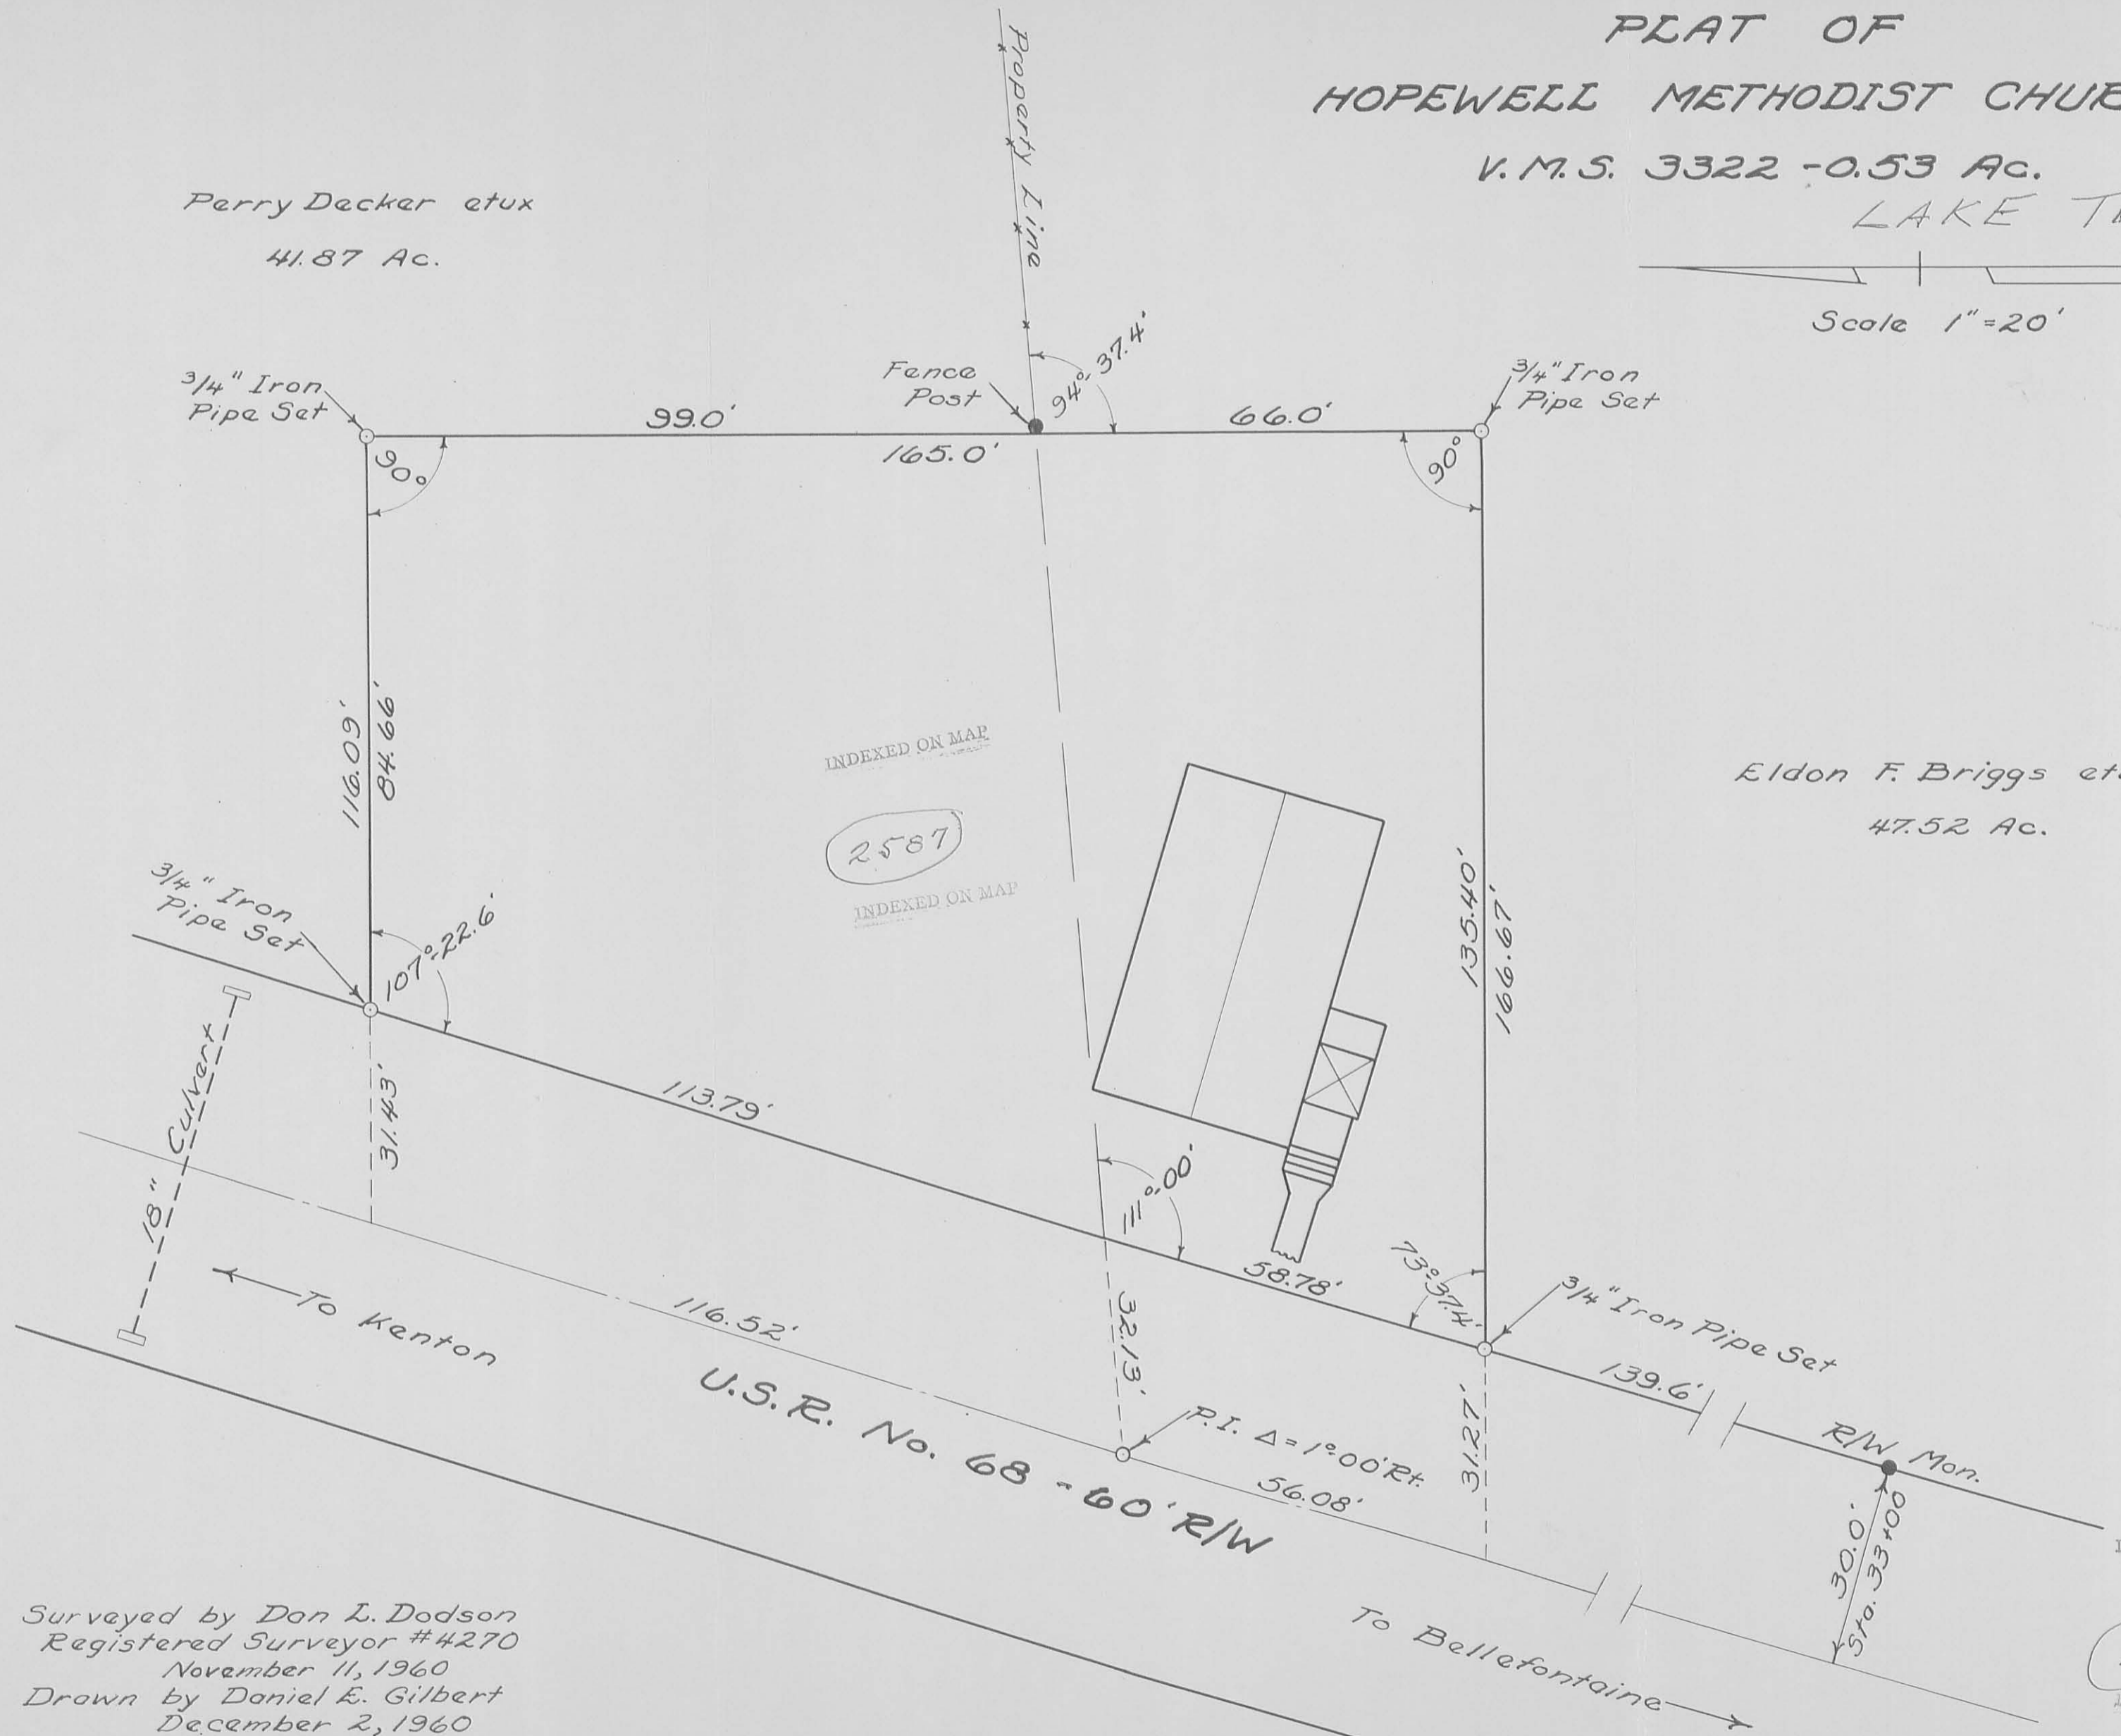 PLAT OF
HOPEWELL METHODIST
V.M.S. 3322 - 0.53 Ac.
LAKE
Scale 1"=20'
Property Line
Perry Decker etux
41.87 Ac.
3/4" Iron
Pipe Set
Fence
Post
94°-37.4'
3/4" Iron
Pipe Set
99.0'
66.0'
165.0'
90°
90°
116.09'
84.66'
INDEXED ON MAP
2587
INDEXED ON MAP
Eldon F. Briggs
47.52 Ac.
135.40'
166.67'
3/4" Iron
Pipe Set
107°-22.6'
18" Culvert
31.43'
113.79'
111°-00'
58.78'
73°-37.4'
3/4" Iron Pipe Set
139.6'
To Kenton
116.52'
32.13'
P.I. Δ = 1°-00' Rt.
56.08'
31.27'
R/W Mon.
30.0'
Sta. 33+00
U.S.R. No. 68 - 60' R/W
To Bellefontaine
Surveyed by Don L. Dodson
Registered Surveyor #4270
November 11, 1960
Drawn by Daniel E. Gilbert
December 2, 1960